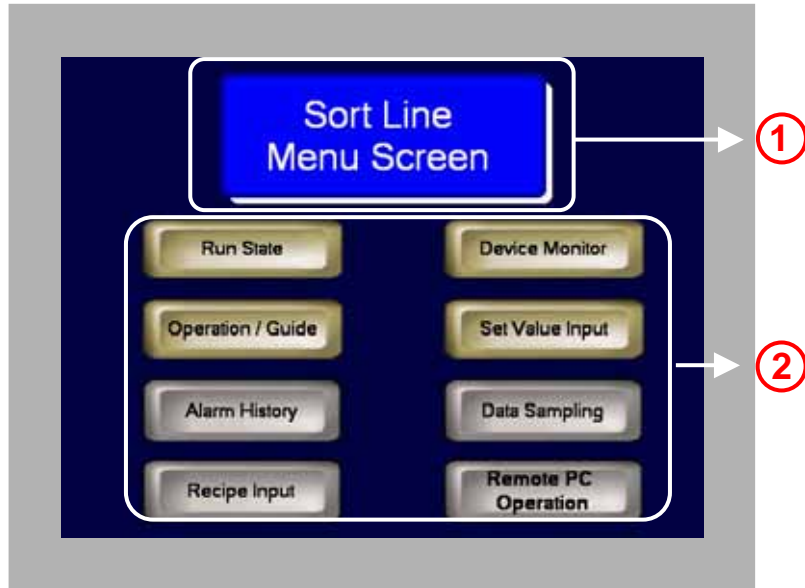 Sort Line
Menu Screen
1
Run State
Device Monitor
Operation / Guide
Set Value Input
2
Alarm History
Data Sampling
Recipe Input
Remote PC
Operation